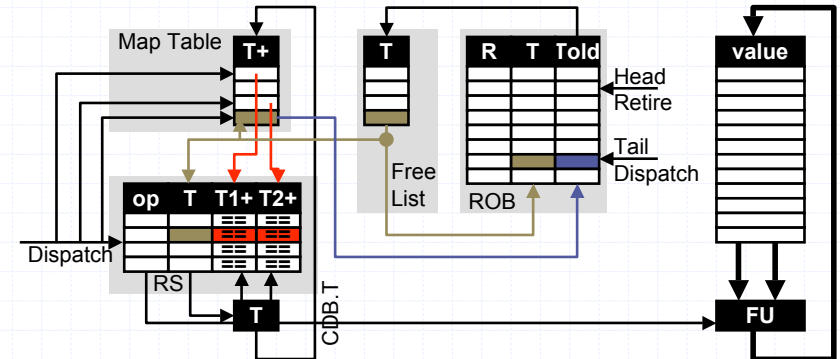 Map Table
T+
T
R T Told
value
Head
Retire
Tail
Dispatch
Free
List
ROB
op T T1+ T2+
==
==
==
==
==
==
==
==
==
==
Dispatch
RS
CDB.T
T
FU